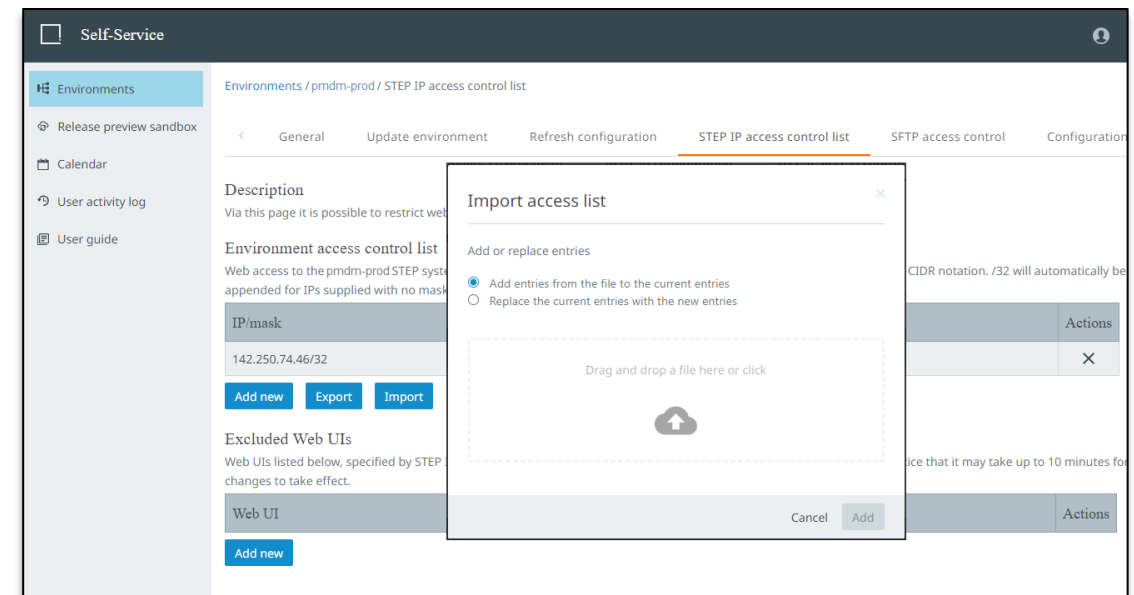 Self-Service
Environments
Release preview sandbox
Calendar
User activity log
User guide
Environments / pmdm-prod / STEP IP access control list
General Update environment Refresh configuration STEP IP access control list SFTP access control Configuration
Description
Via this page it is possible to restrict web
Environment access control list
Web access to the pmdm-prod STEP syste
CIDR notation. /32 will automatically be
appended for IPs supplied with no mask
IP/mask Actions
142.250.74.46/32
Add new Export Import
Excluded Web UIs
Web UIs listed below, specified by STEP
ice that it may take up to 10 minutes for
changes to take effect.
Web UI Actions
Add new
Import access list
Add or replace entries
Add entries from the file to the current entries
Replace the current entries with the new entries
Drag and drop a file here or click
Cancel Add